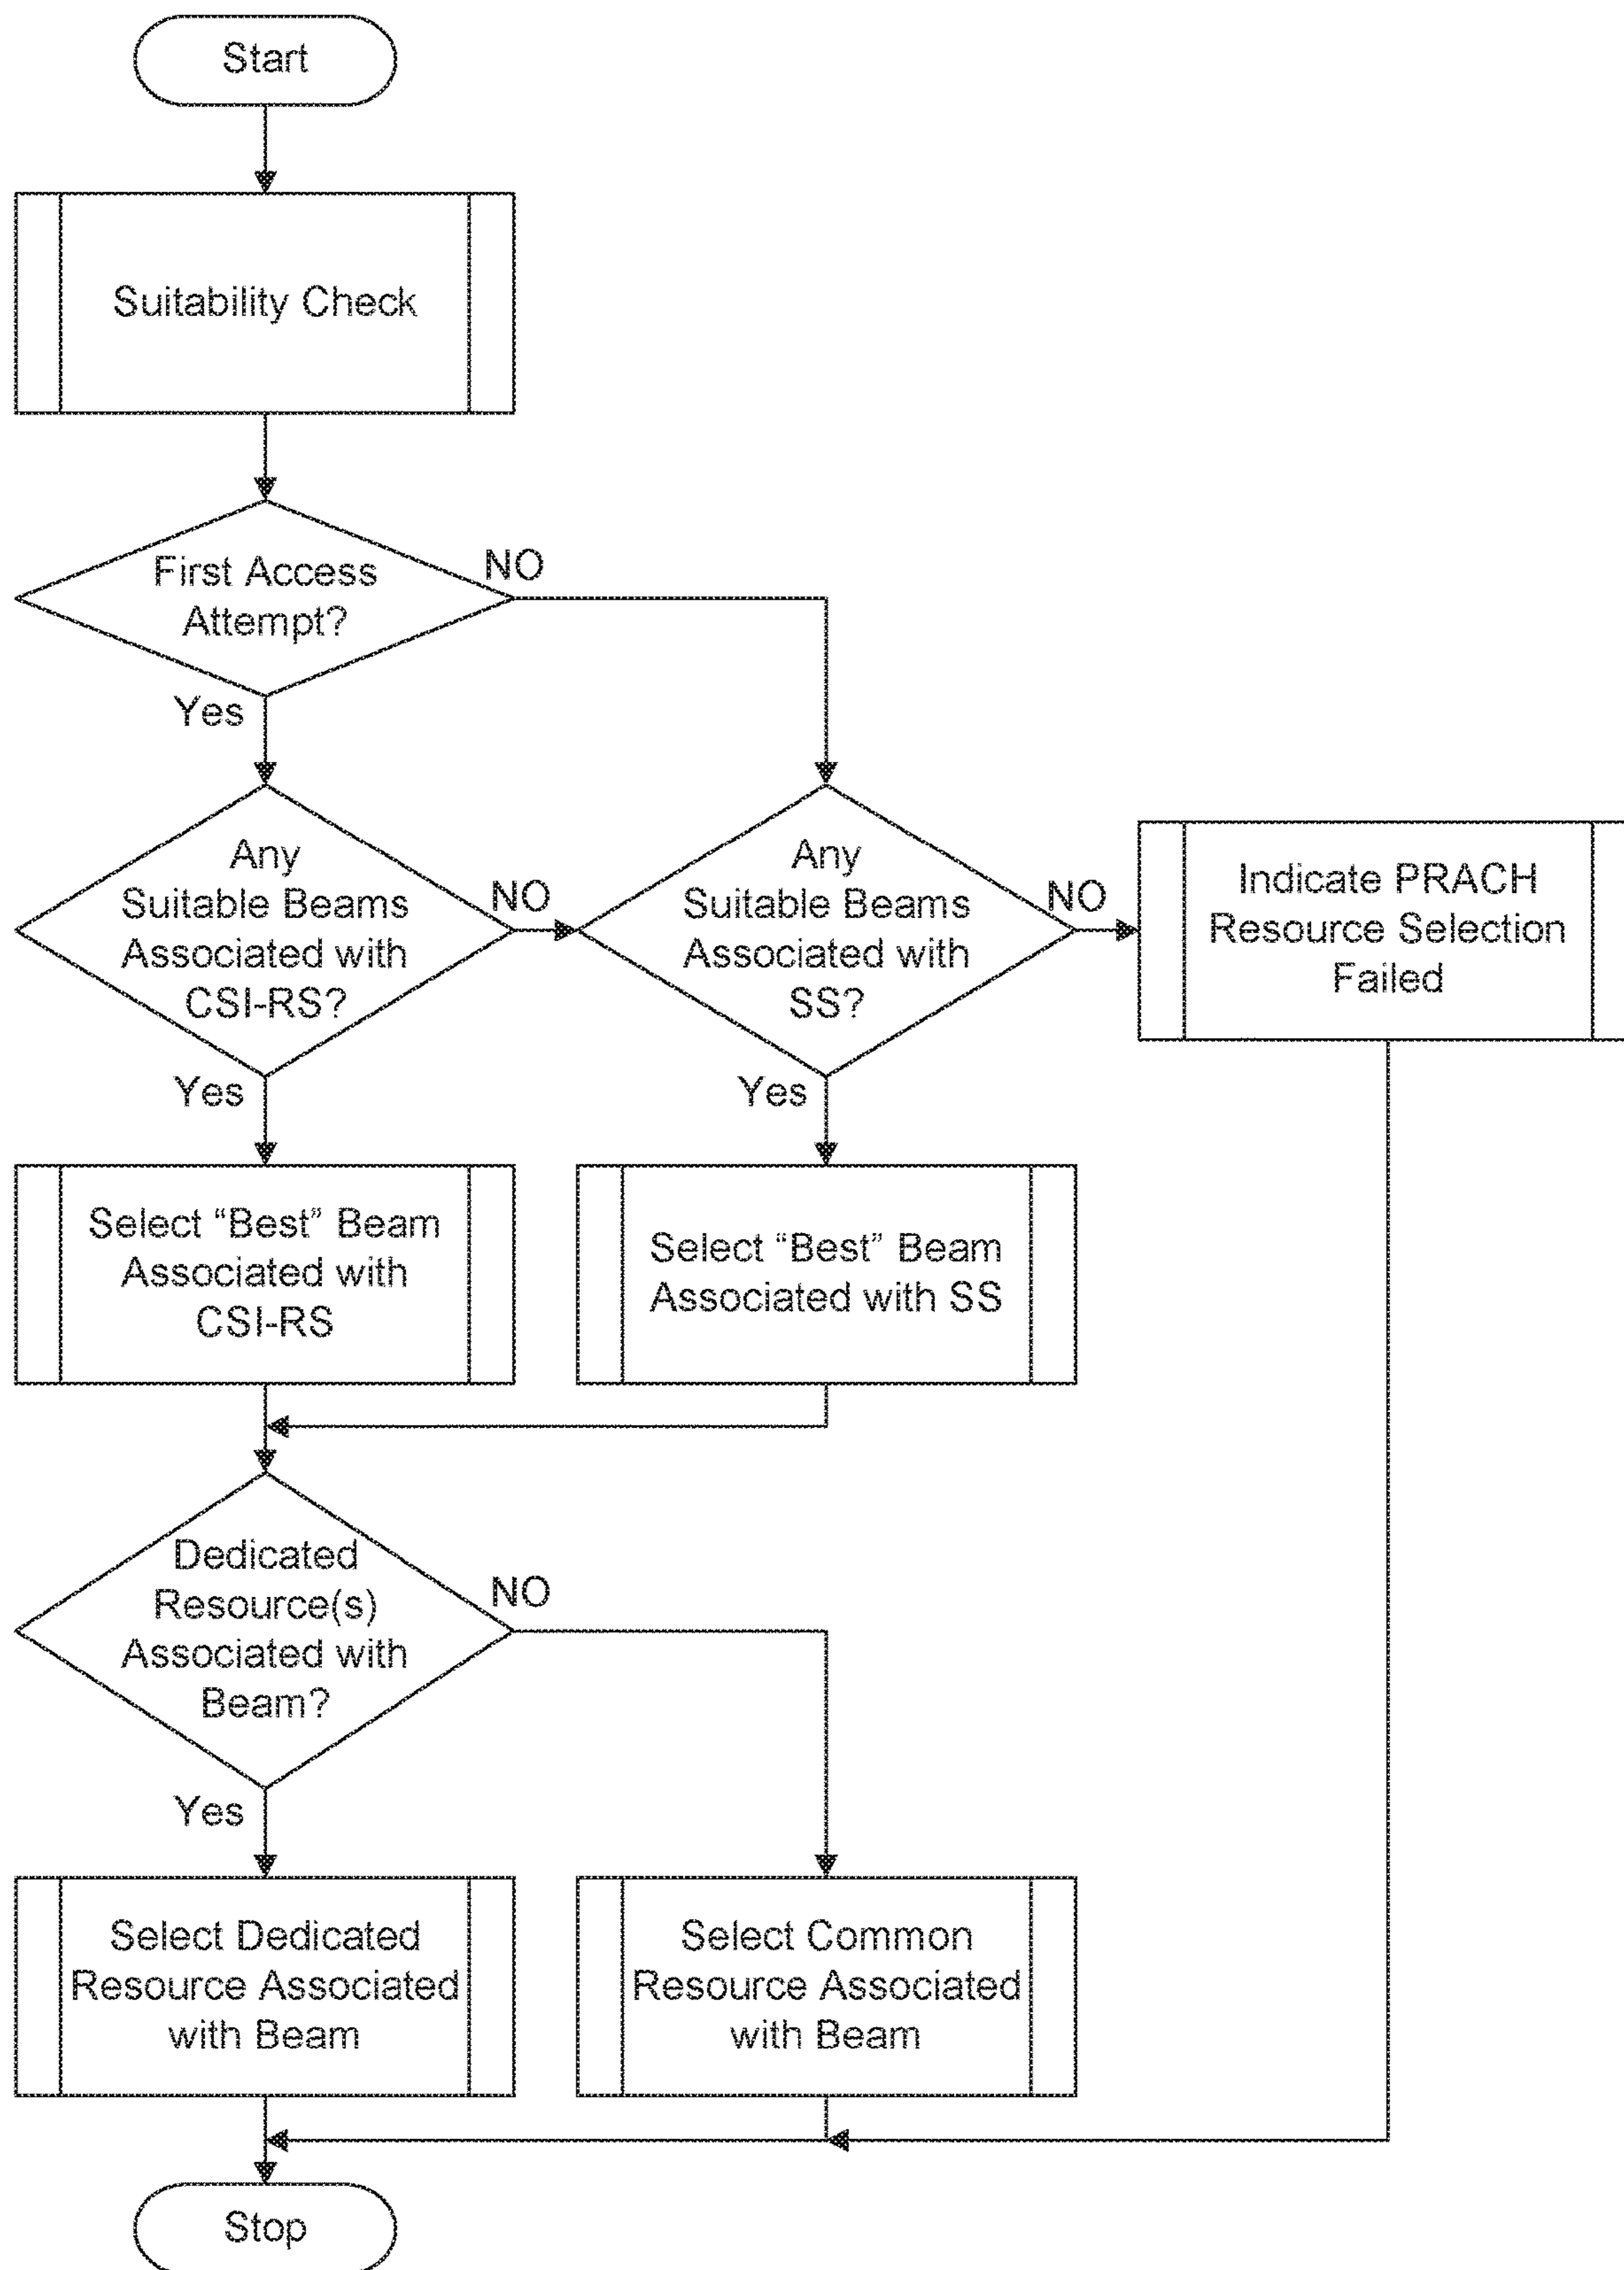 Start
Suitability Check
First Access
Attempt?
NO
Yes
Any
Suitable Beams
Associated with
CSI-RS?
NO
Yes
Any
Suitable Beams
Associated with
SS?
NO
Yes
Indicate PRACH
Resource Selection
Failed
Select “Best” Beam
Associated with
CSI-RS
Select “Best” Beam
Associated with SS
Dedicated
Resource(s)
Associated with
Beam?
NO
Yes
Select Dedicated
Resource Associated
with Beam
Select Common
Resource Associated
with Beam
Stop